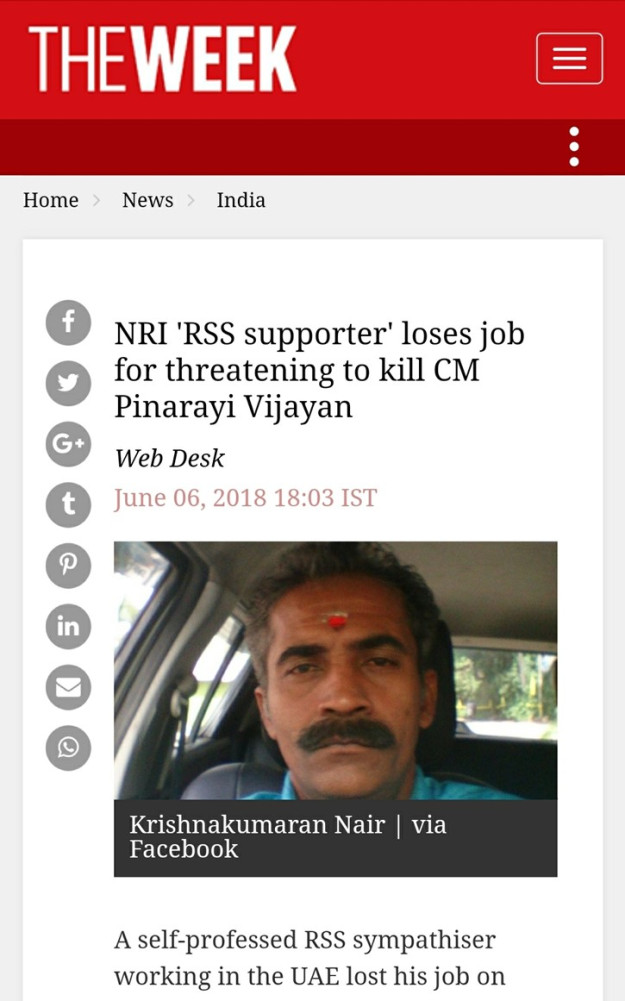 THEWEEK
Home > News > India
NRI 'RSS supporter' loses job
for threatening to kill CM
Pinarayi Vijayan
Web Desk
June 06, 2018 18:03 IST
Krishnakumaran Nair | via
Facebook
A self-professed RSS sympathiser
working in the UAE lost his job on